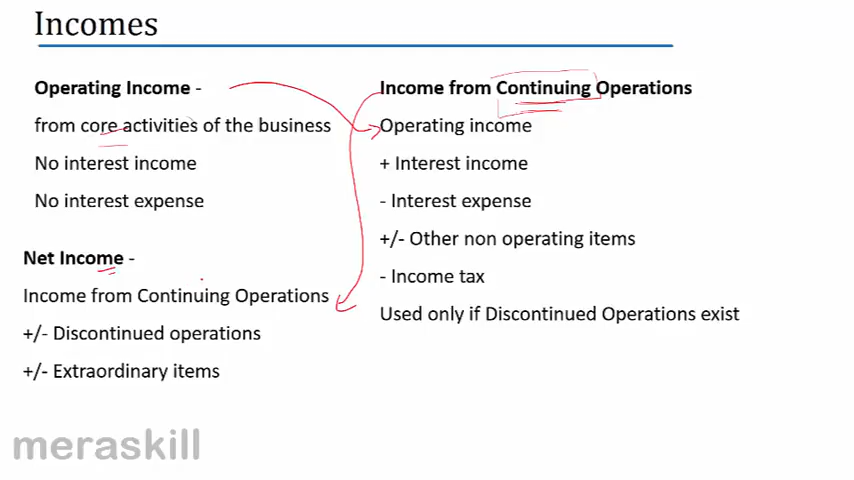 Incomes
Operating Income -
from core activities of the business
No interest income
No interest expense
Net Income -
Income from Continuing Operations
+/- Discontinued operations
+/- Extraordinary items
Income from Continuing Operations
Operating income
+ Interest income
- Interest expense
+/- Other non operating items
- Income tax
Used only if Discontinued Operations exist
meraskill